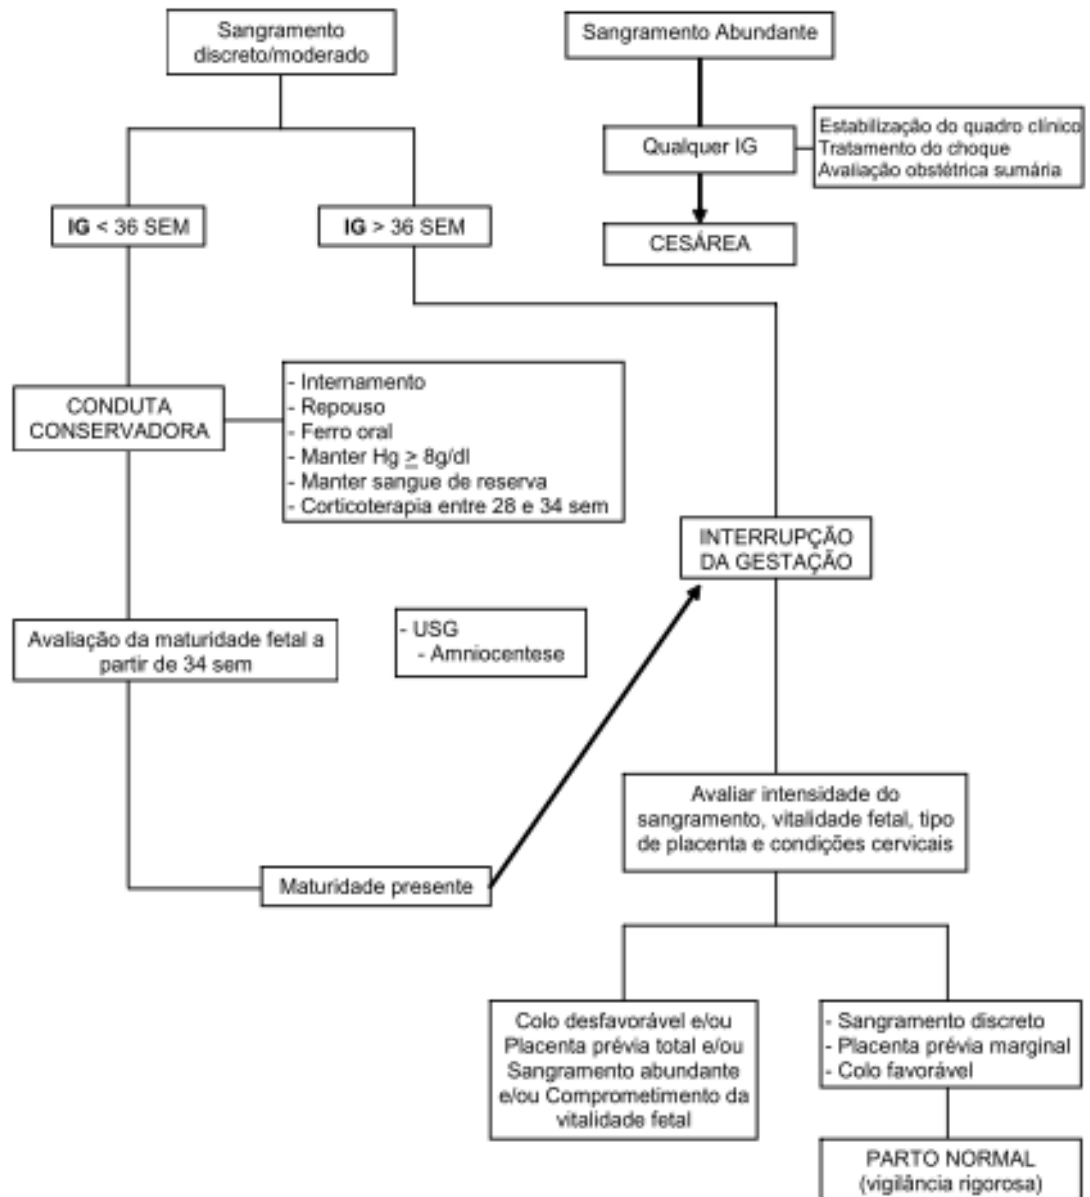 Sangramento
discreto/moderado
Sangramento Abundante
Qualquer IG
Estabilização do quadro clínico
Tratamento do choque
Avaliação obstétrica sumária
IG < 36 SEM
IG > 36 SEM
CESÁREA
CONDUTA
CONSERVADORA
- Internamento
- Repouso
- Ferro oral
- Manter Hg ≥ 8g/dl
- Manter sangue de reserva
- Corticoterapia entre 28 e 34 sem
INTERRUPÇÃO
DA GESTAÇÃO
Avaliação da maturidade fetal a
partir de 34 sem
- USG
- Amniocentese
Maturidade presente
Avaliar intensidade do
sangramento, vitalidade fetal, tipo
de placenta e condições cervicais
Colo desfavorável e/ou
Placenta prévia total e/ou
Sangramento abundante
e/ou Comprometimento da
vitalidade fetal
- Sangramento discreto
- Placenta prévia marginal
- Colo favorável
PARTO NORMAL
(vigilância rigorosa)